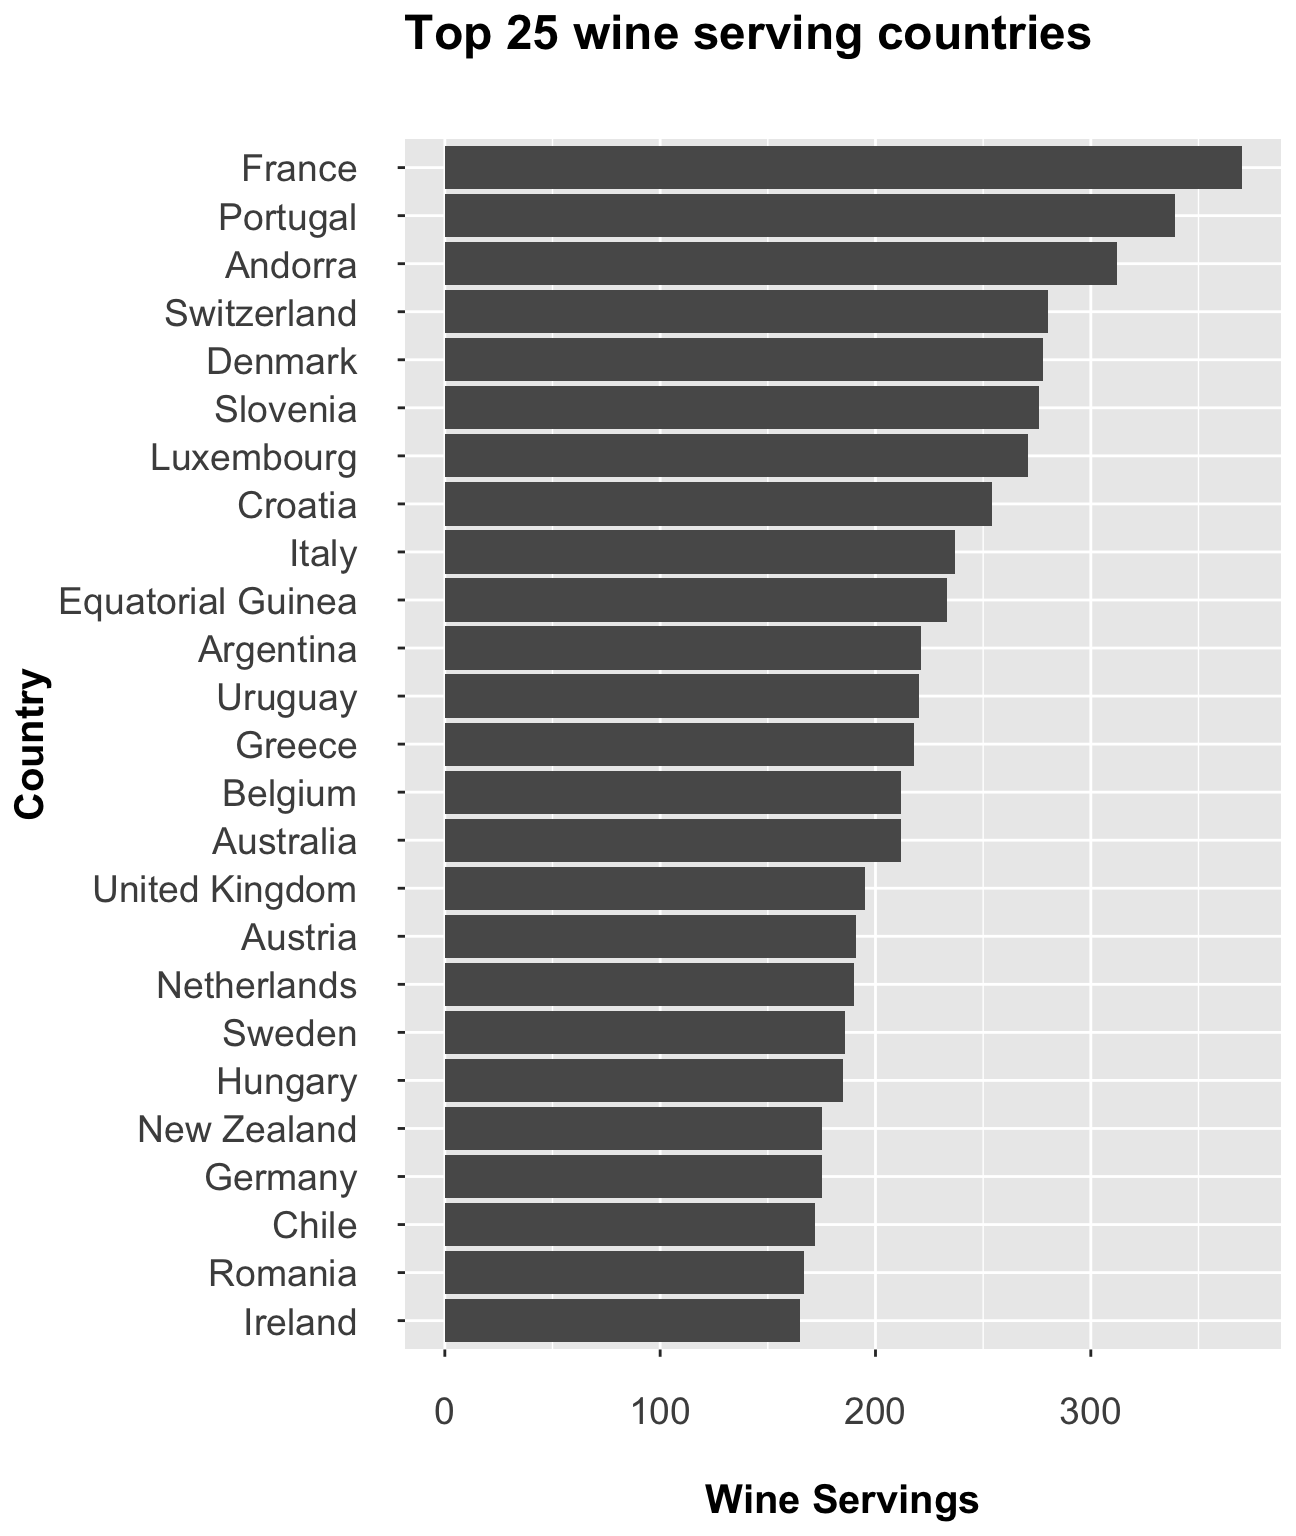 Top 25 wine serving countries
France
Portugal
Andorra
Switzerland
Denmark
Slovenia
Luxembourg
Croatia
Italy
Equatorial Guinea
Argentina
Uruguay
Greece
Belgium
Australia
United Kingdom
Austria
Netherlands
Sweden
Hungary
New Zealand
Germany
Chile
Romania
Ireland
Country
0 100 200 300
Wine Servings